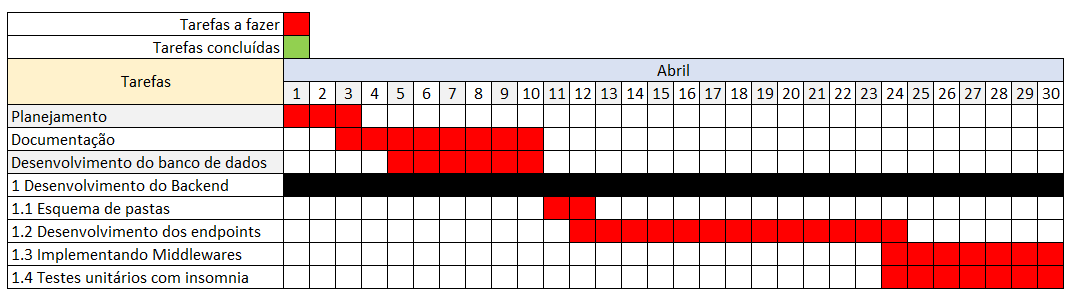 Tarefas a fazer
Tarefas concluídas
Tarefas
Abril
1 2 3 4 5 6 7 8 9 10 11 12 13 14 15 16 17 18 19 20 21 22 23 24 25 26 27 28 29 30
Planejamento
Documentação
Desenvolvimento do banco de dados
1 Desenvolvimento do Backend
1.1 Esquema de pastas
1.2 Desenvolvimento dos endpoints
1.3 Implementando Middlewares
1.4 Testes unitários com insomnia